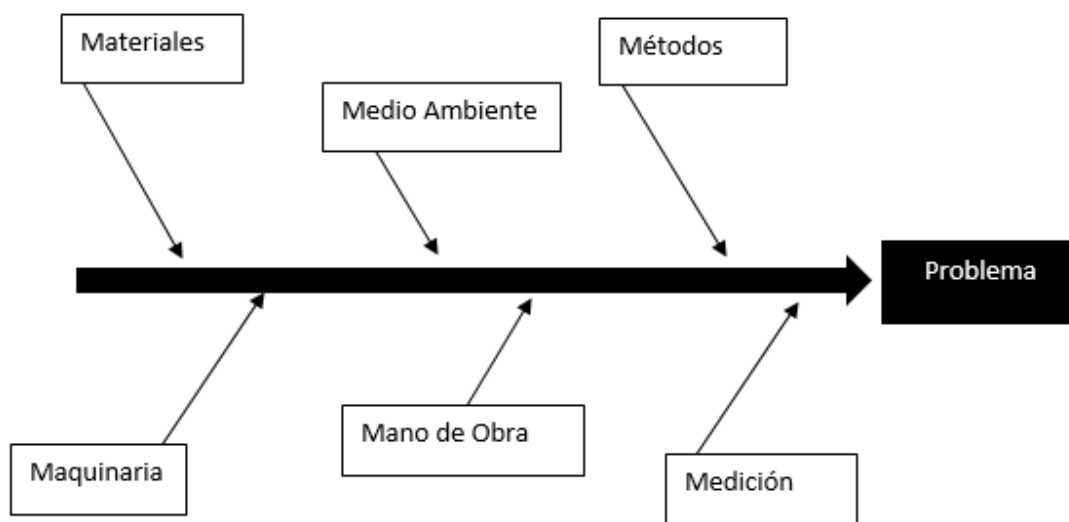 Materiales
Métodos
Medio Ambiente
Problema
Mano de Obra
Maquinaria
Medición